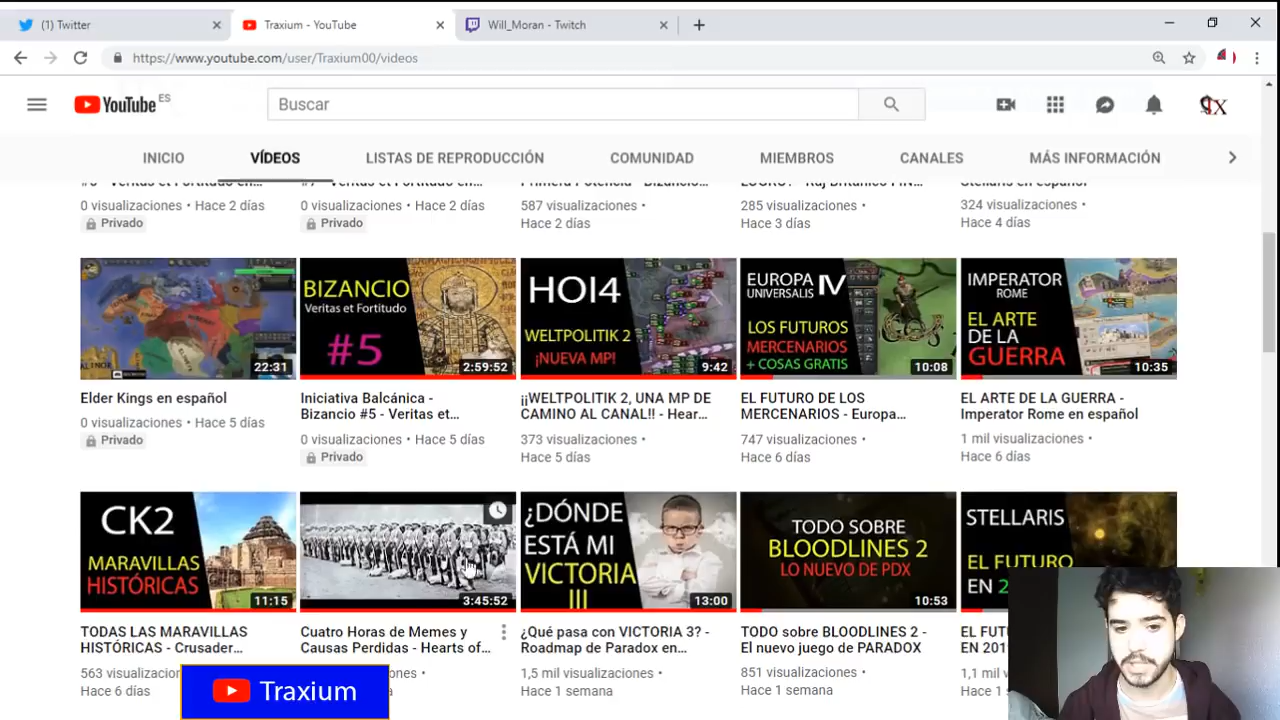 (1) Twitter
Traxium - YouTube
Will_Moran - Twitch
https://www.youtube.com/user/Traxium00/videos
YouTube ES
Buscar
INICIO
VÍDEOS
LISTAS DE REPRODUCCIÓN
COMUNIDAD
MIEMBROS
CANALES
MÁS INFORMACIÓN
0 visualizaciones • Hace 2 días
Privado
0 visualizaciones • Hace 2 días
Privado
587 visualizaciones •
Hace 2 días
285 visualizaciones •
Hace 3 días
Stellaris en español
324 visualizaciones •
Hace 4 días
22:31
Elder Kings en español
0 visualizaciones • Hace 5 días
Privado
BIZANCIO
Veritas et Fortitudo
#5
2:59:52
Iniciativa Balcánica -
Bizancio #5 - Veritas et...
0 visualizaciones • Hace 5 días
Privado
HOI4
WELTPOLITIK 2
¡NUEVA MP!
9:42
¡¡WELTPOLITIK 2, UNA MP DE
CAMINO AL CANAL!! - Hear...
373 visualizaciones •
Hace 5 días
EUROPA
UNIVERSALIS IV
LOS FUTUROS
MERCENARIOS
+ COSAS GRATIS
10:08
EL FUTURO DE LOS
MERCENARIOS - Europa...
747 visualizaciones •
Hace 6 días
IMPERATOR
ROME
EL ARTE
DE LA
GUERRA
10:35
EL ARTE DE LA GUERRA -
Imperator Rome en español
1 mil visualizaciones •
Hace 6 días
CK2
MARAVILLAS
HISTÓRICAS
11:15
TODAS LAS MARAVILLAS
HISTÓRICAS - Crusader...
563 visualizacion
Hace 6 días
3:45:52
Cuatro Horas de Memes y
Causas Perdidas - Hearts of...
¿DÓNDE
ESTÁ MI
VICTORIA
III
13:00
¿Qué pasa con VICTORIA 3? -
Roadmap de Paradox en...
1,5 mil visualizaciones •
Hace 1 semana
TODO SOBRE
BLOODLINES 2
LO NUEVO DE PDX
10:53
TODO sobre BLOODLINES 2 -
El nuevo juego de PARADOX
851 visualizaciones •
Hace 1 semana
STELLARIS
EL FUTURO
EN 2
EL FUT
EN 201
1,1 mi
Hace 1 s
Traxium